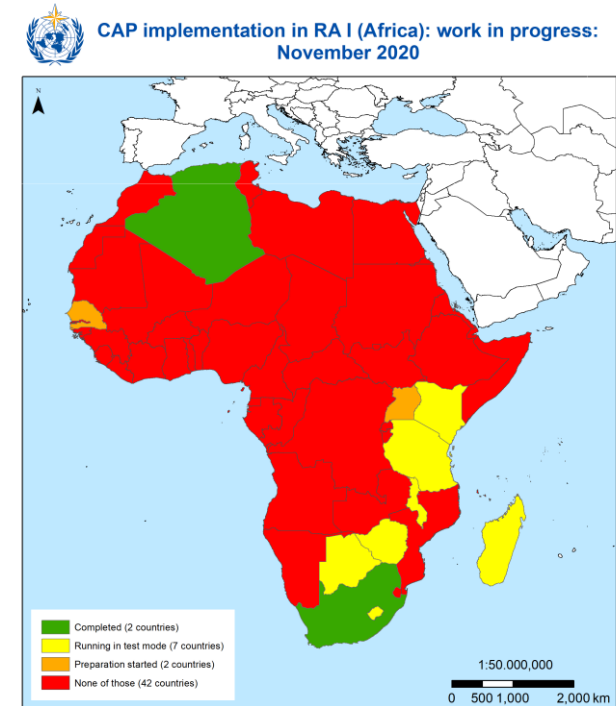 CAP implementation in RA I (Africa): work in progress:
November 2020
N
Completed (2 countries)
Running in test mode (7 countries)
Preparation started (2 countries)
None of those (42 countries)
1:50.000,000
0 500 1,000 2,000 km